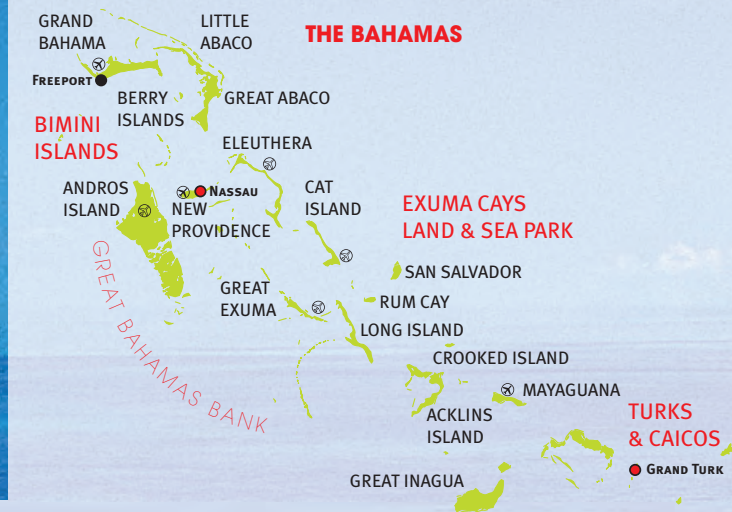 THE BAHAMAS
GRAND
BAHAMA
LITTLE
ABACO
FREEPORT
BERRY
ISLANDS
GREAT ABACO
BIMINI
ISLANDS
ELEUTHERA
ANDROS
ISLAND
NASSAU
NEW
PROVIDENCE
CAT
ISLAND
EXUMA CAYS
LAND & SEA PARK
GREAT BAHAMAS BANK
SAN SALVADOR
GREAT
EXUMA
RUM CAY
LONG ISLAND
CROOKED ISLAND
MAYAGUANA
ACKLINS
ISLAND
TURKS
& CAICOS
GRAND TURK
GREAT INAGUA